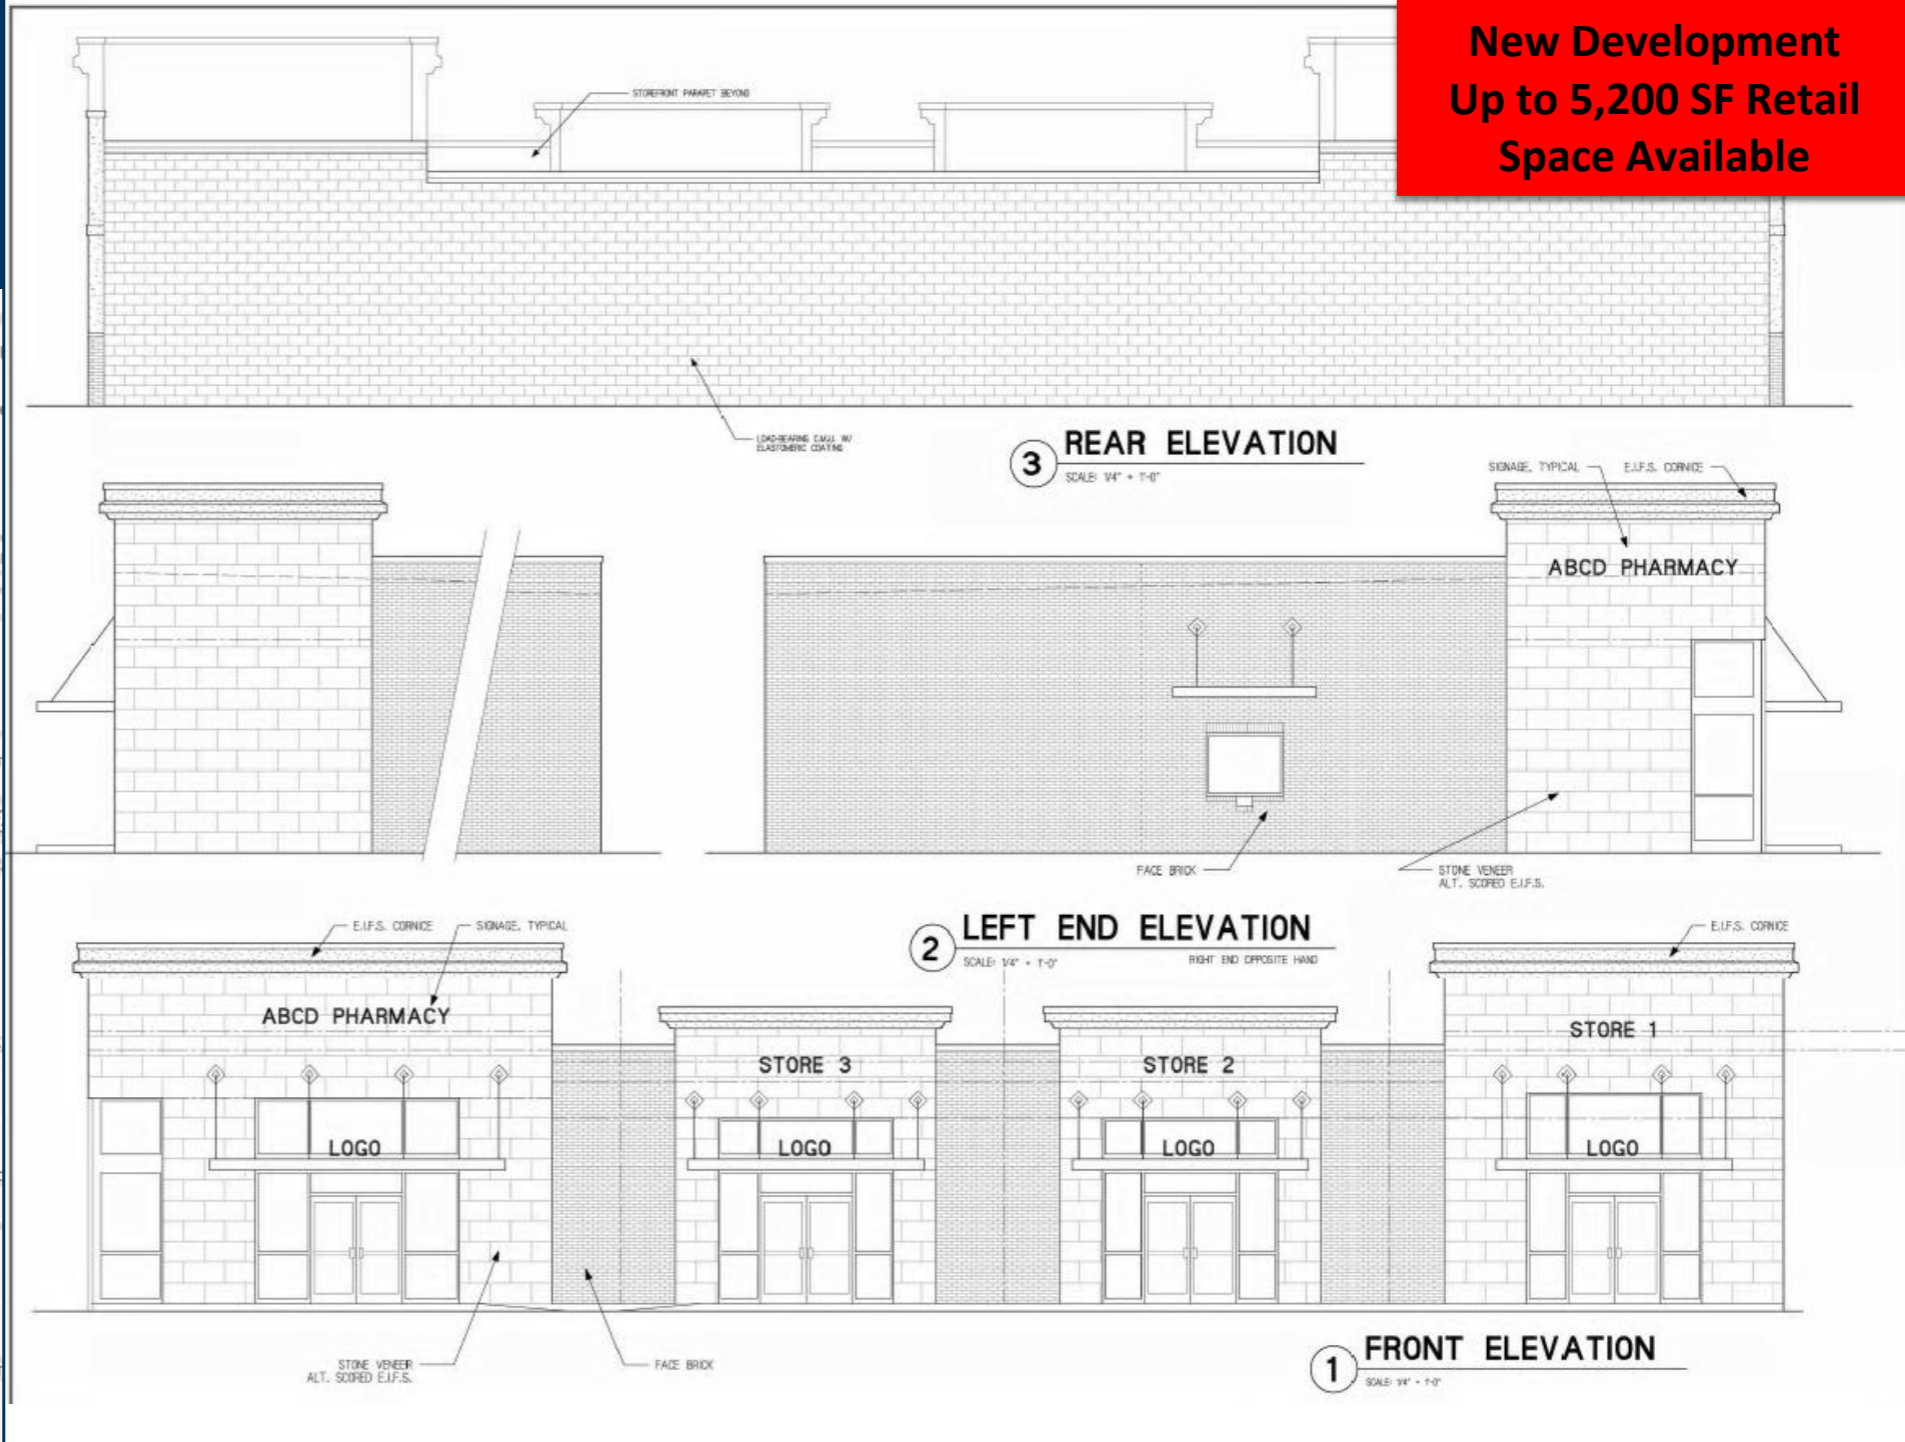 New Development
Up to 5,200 SF Retail
Space Available
STOREFRONT PARAPET BEYOND
LOAD-BEARING C.M.U. W/
ELASTOMERIC COATING
3 REAR ELEVATION
SCALE: 1/4" = 1'-0"
SIGNAGE, TYPICAL
E.I.F.S. CORNICE
ABCD PHARMACY
FACE BRICK
STONE VENEER
ALT. SCORED E.I.F.S.
2 LEFT END ELEVATION
SCALE: 1/4" = 1'-0"
RIGHT END OPPOSITE HAND
E.I.F.S. CORNICE
SIGNAGE, TYPICAL
E.I.F.S. CORNICE
ABCD PHARMACY
STORE 3
STORE 2
STORE 1
LOGO
LOGO
LOGO
LOGO
STONE VENEER
ALT. SCORED E.I.F.S.
FACE BRICK
1 FRONT ELEVATION
SCALE: 1/4" = 1'-0"